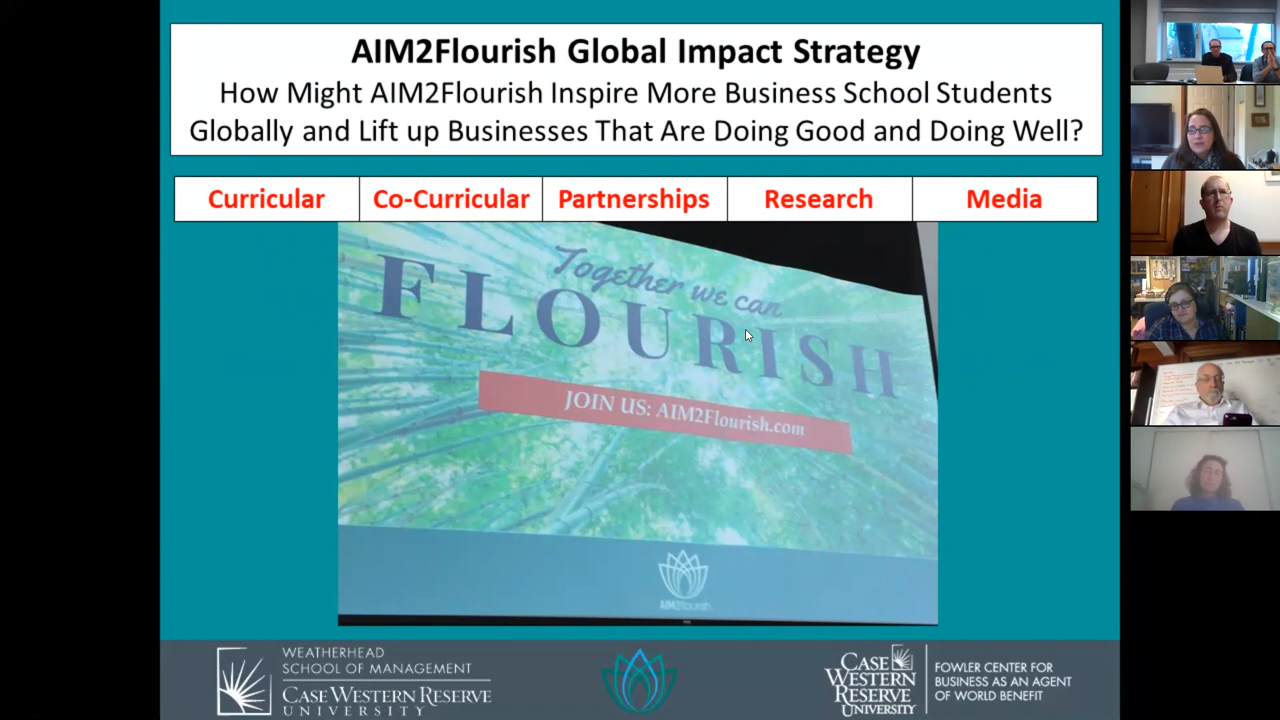 AIM2Flourish Global Impact Strategy
How Might AIM2Flourish Inspire More Business School Students
Globally and Lift up Businesses That Are Doing Good and Doing Well?
Curricular
Co-Curricular
Partnerships
Research
Media
Together we can
FLOURISH
JOIN US: AIM2Flourish.com
AIM2flourish
WEATHERHEAD
SCHOOL OF MANAGEMENT
CASE WESTERN RESERVE
UNIVERSITY
CASE
WESTERN
RESERVE
UNIVERSITY
FOWLER CENTER FOR
BUSINESS AS AN AGENT
OF WORLD BENEFIT